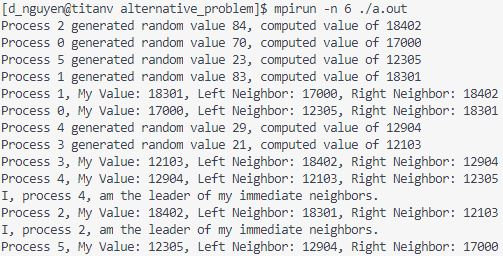 [d_nguyen@titanv alternative_problem]$ mpirun -n 6 ./a.out
Process 2 generated random value 84, computed value of 18402
Process 0 generated random value 70, computed value of 17000
Process 5 generated random value 23, computed value of 12305
Process 1 generated random value 83, computed value of 18301
Process 1, My Value: 18301, Left Neighbor: 17000, Right Neighbor: 18402
Process 0, My Value: 17000, Left Neighbor: 12305, Right Neighbor: 18301
Process 4 generated random value 29, computed value of 12904
Process 3 generated random value 21, computed value of 12103
Process 3, My Value: 12103, Left Neighbor: 18402, Right Neighbor: 12904
Process 4, My Value: 12904, Left Neighbor: 12103, Right Neighbor: 12305
I, process 4, am the leader of my immediate neighbors.
Process 2, My Value: 18402, Left Neighbor: 18301, Right Neighbor: 12103
I, process 2, am the leader of my immediate neighbors.
Process 5, My Value: 12305, Left Neighbor: 12904, Right Neighbor: 17000